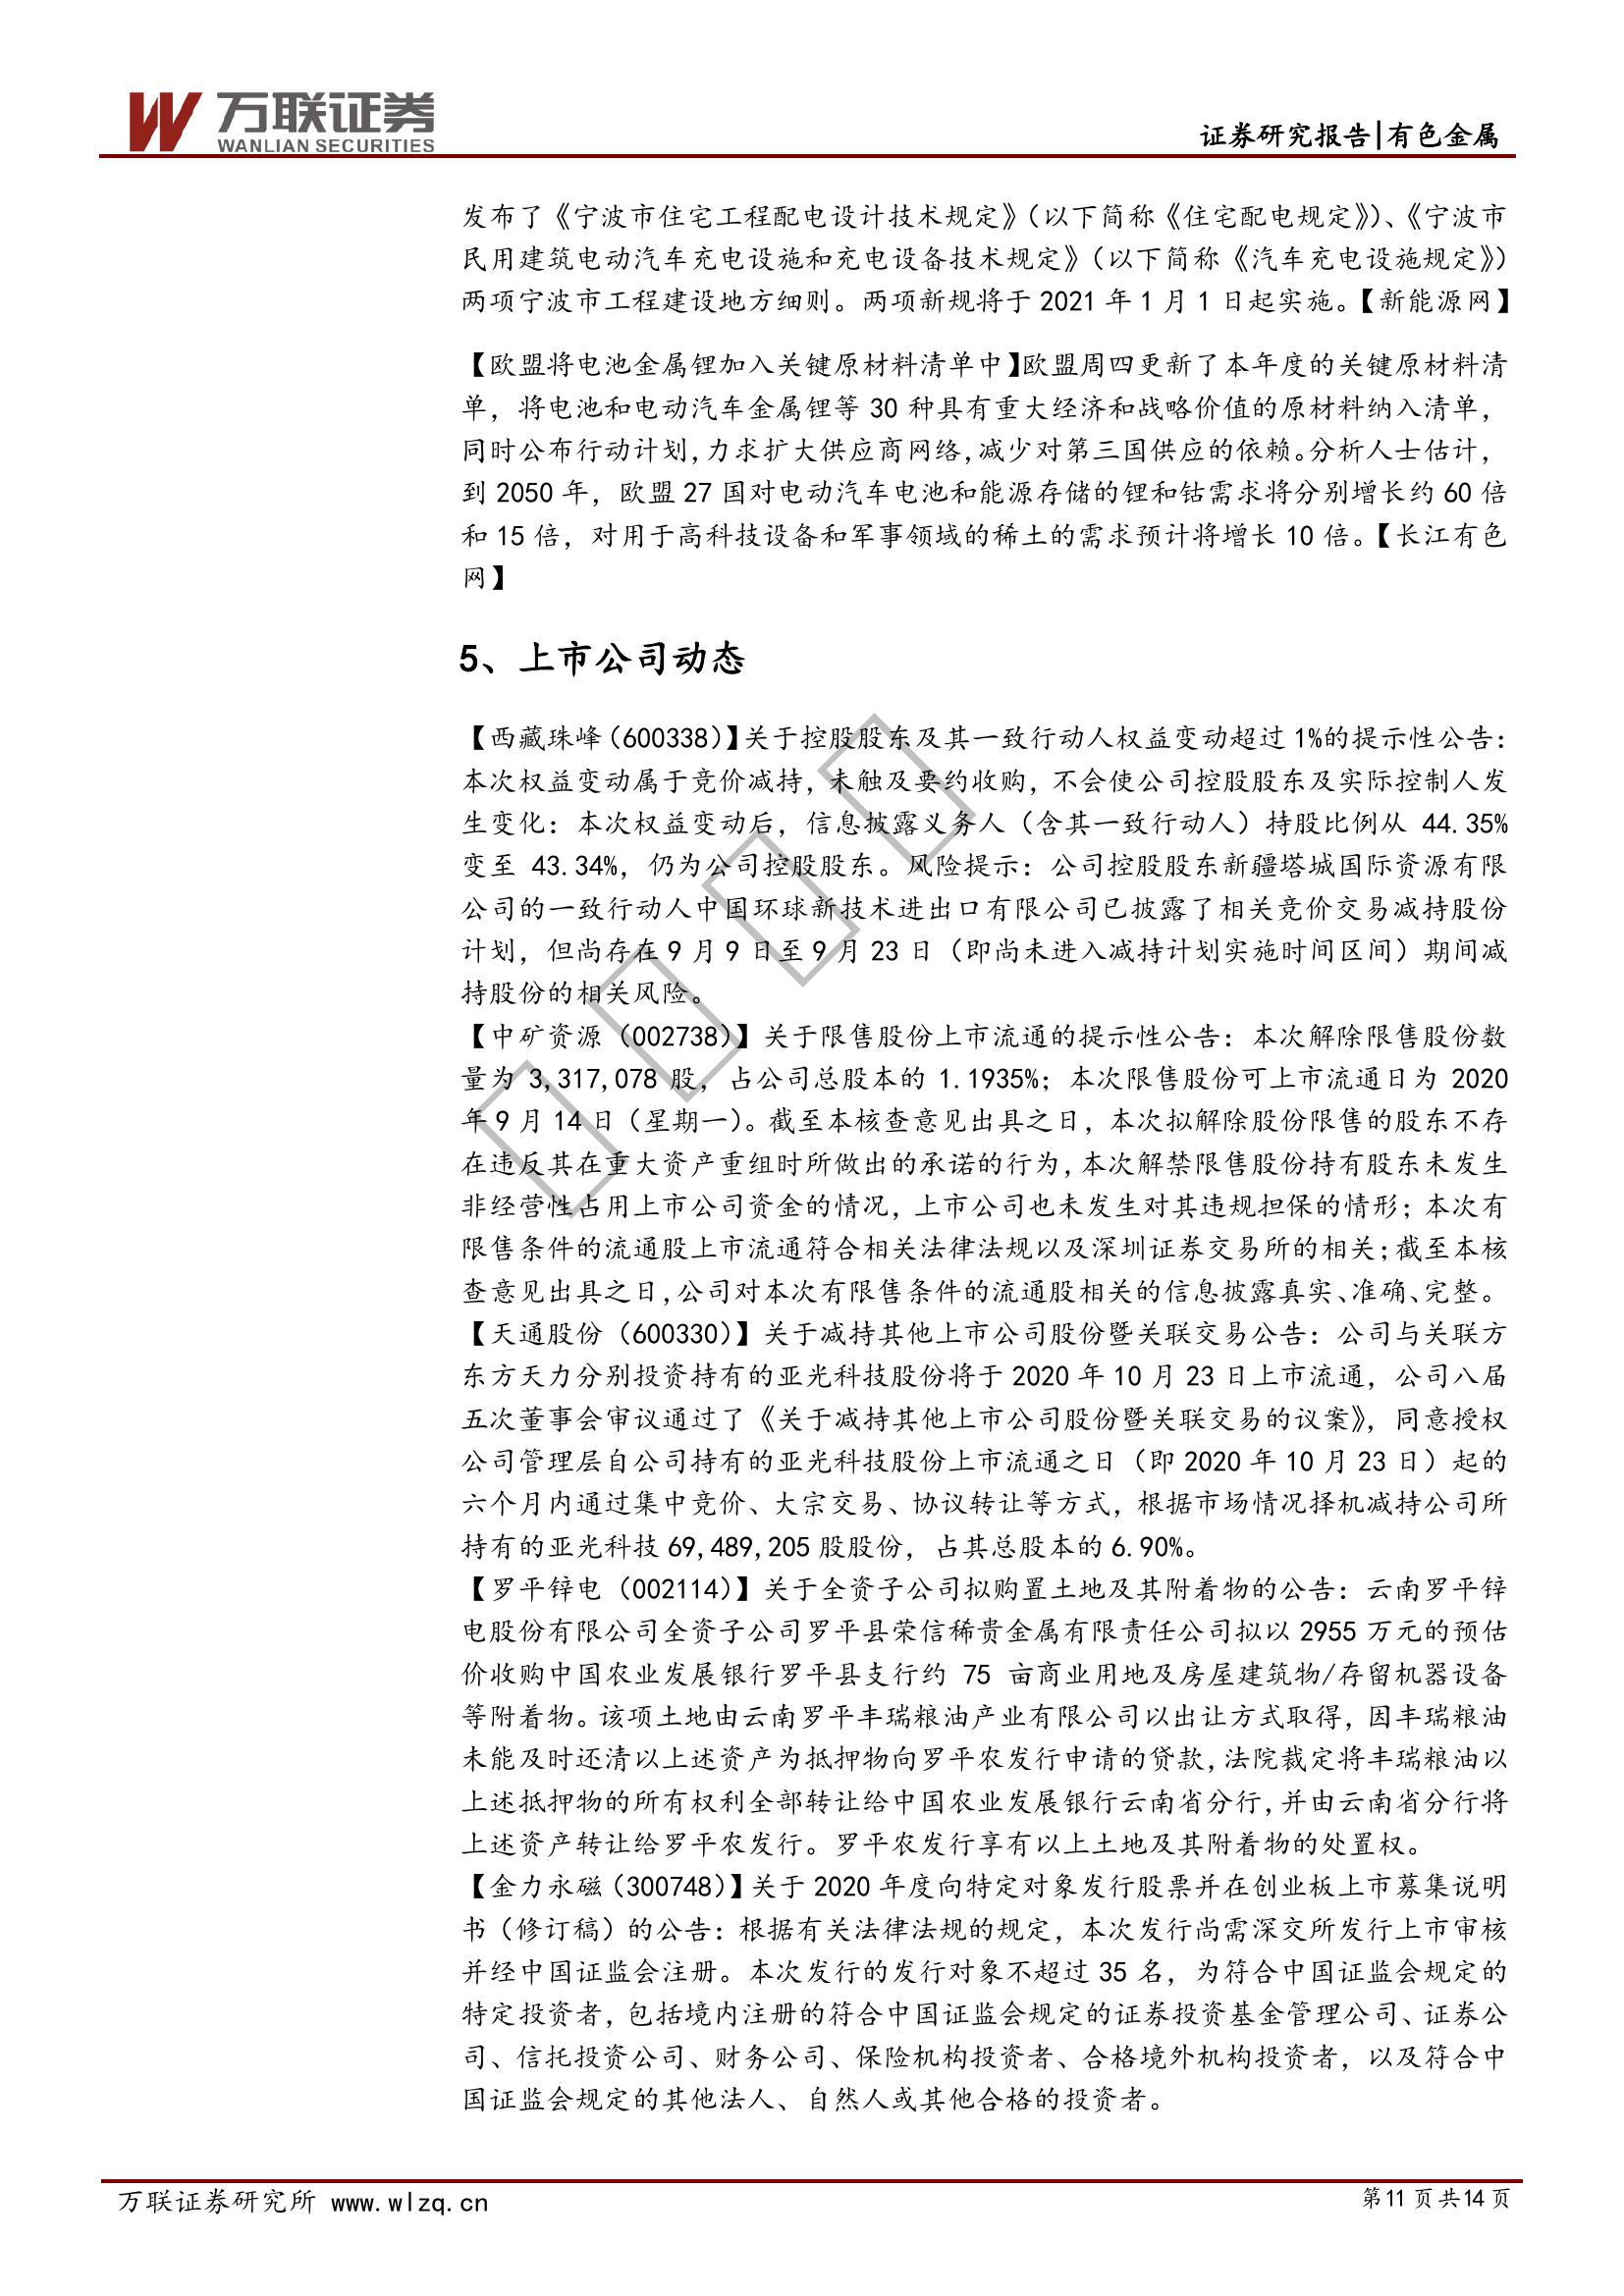 万联证券
WANLIAN SECURITIES
证券研究报告|有色金属
发布了《宁波市住宅工程配电设计技术规定》（以下简称《住宅配电规定》）、《宁波市
民用建筑电动汽车充电设施和充电设备技术规定》（以下简称《汽车充电设施规定》）
两项宁波市工程建设地方细则。两项新规将于 2021 年 1 月 1 日起实施。【新能源网】
【欧盟将电池金属锂加入关键原材料清单中】欧盟周四更新了本年度的关键原材料清
单，将电池和电动汽车金属锂等 30 种具有重大经济和战略价值的原材料纳入清单，
同时公布行动计划,力求扩大供应商网络,减少对第三国供应的依赖。分析人士估计，
到 2050 年，欧盟 27 国对电动汽车电池和能源存储的锂和钴需求将分别增长约 60 倍
和 15 倍，对用于高科技设备和军事领域的稀土的需求预计将增长 10 倍。【长江有色
网】
5、上市公司动态
【西藏珠峰（600338）】关于控股股东及其一致行动人权益变动超过 1%的提示性公告：
本次权益变动属于竞价减持，未触及要约收购，不会使公司控股股东及实际控制人发
生变化：本次权益变动后，信息披露义务人（含其一致行动人）持股比例从 44.35%
变至 43.34%，仍为公司控股股东。风险提示：公司控股股东新疆塔城国际资源有限
公司的一致行动人中国环球新技术进出口有限公司已披露了相关竞价交易减持股份
计划，但尚存在 9 月 9 日至 9 月 23 日（即尚未进入减持计划实施时间区间）期间减
持股份的相关风险。
【中矿资源（002738）】关于限售股份上市流通的提示性公告：本次解除限售股份数
量为 3,317,078 股，占公司总股本的 1.1935%；本次限售股份可上市流通日为 2020
年 9 月 14 日（星期一）。截至本核查意见出具之日，本次拟解除股份限售的股东不存
在违反其在重大资产重组时所做出的承诺的行为,本次解禁限售股份持有股东未发生
非经营性占用上市公司资金的情况，上市公司也未发生对其违规担保的情形；本次有
限售条件的流通股上市流通符合相关法律法规以及深圳证券交易所的相关；截至本核
查意见出具之日,公司对本次有限售条件的流通股相关的信息披露真实、准确、完整。
【天通股份（600330）】关于减持其他上市公司股份暨关联交易公告：公司与关联方
东方天力分别投资持有的亚光科技股份将于 2020 年 10 月 23 日上市流通，公司八届
五次董事会审议通过了《关于减持其他上市公司股份暨关联交易的议案》，同意授权
公司管理层自公司持有的亚光科技股份上市流通之日（即 2020 年 10 月 23 日）起的
六个月内通过集中竞价、大宗交易、协议转让等方式，根据市场情况择机减持公司所
持有的亚光科技 69,489,205 股股份，占其总股本的 6.90%。
【罗平锌电（002114）】关于全资子公司拟购置土地及其附着物的公告：云南罗平锌
电股份有限公司全资子公司罗平县荣信稀贵金属有限责任公司拟以 2955 万元的预估
价收购中国农业发展银行罗平县支行约 75 亩商业用地及房屋建筑物/存留机器设备
等附着物。该项土地由云南罗平丰瑞粮油产业有限公司以出让方式取得，因丰瑞粮油
未能及时还清以上述资产为抵押物向罗平农发行申请的贷款,法院裁定将丰瑞粮油以
上述抵押物的所有权利全部转让给中国农业发展银行云南省分行,并由云南省分行将
上述资产转让给罗平农发行。罗平农发行享有以上土地及其附着物的处置权。
【金力永磁（300748）】关于 2020 年度向特定对象发行股票并在创业板上市募集说明
书（修订稿）的公告：根据有关法律法规的规定，本次发行尚需深交所发行上市审核
并经中国证监会注册。本次发行的发行对象不超过 35 名，为符合中国证监会规定的
特定投资者，包括境内注册的符合中国证监会规定的证券投资基金管理公司、证券公
司、信托投资公司、财务公司、保险机构投资者、合格境外机构投资者，以及符合中
国证监会规定的其他法人、自然人或其他合格的投资者。
万联证券研究所 www.wlzq.cn
第 11 页 共 14 页